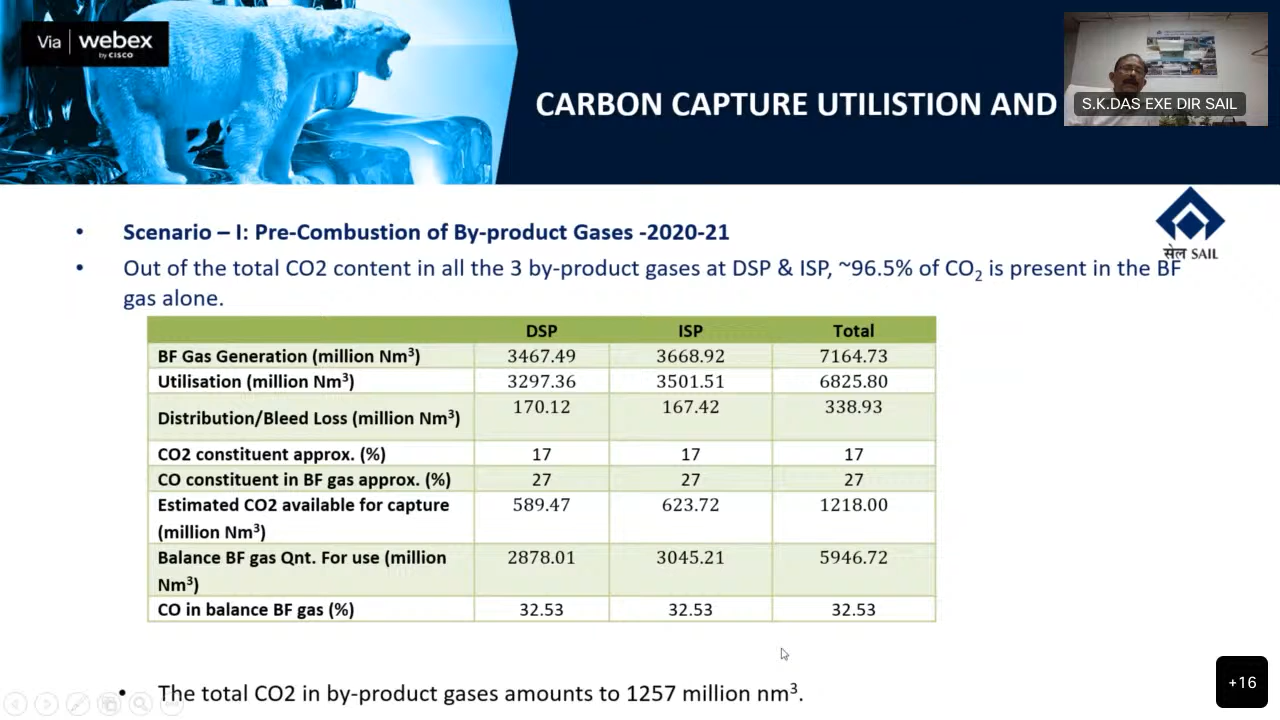 Via webex
by CISCO
CARBON CAPTURE UTILISTION AND
S.K.DAS EXE DIR SAIL
सेल SAIL
• Scenario – I: Pre-Combustion of By-product Gases -2020-21
• Out of the total CO2 content in all the 3 by-product gases at DSP & ISP, ~96.5% of CO₂ is present in the BF
gas alone.
DSP ISP Total
BF Gas Generation (million Nm³) 3467.49 3668.92 7164.73
Utilisation (million Nm³) 3297.36 3501.51 6825.80
Distribution/Bleed Loss (million Nm³) 170.12 167.42 338.93
CO2 constituent approx. (%) 17 17 17
CO constituent in BF gas approx. (%) 27 27 27
Estimated CO2 available for capture
(million Nm³) 589.47 623.72 1218.00
Balance BF gas Qnt. For use (million
Nm³) 2878.01 3045.21 5946.72
CO in balance BF gas (%) 32.53 32.53 32.53
• The total CO2 in by-product gases amounts to 1257 million nm³.
+16